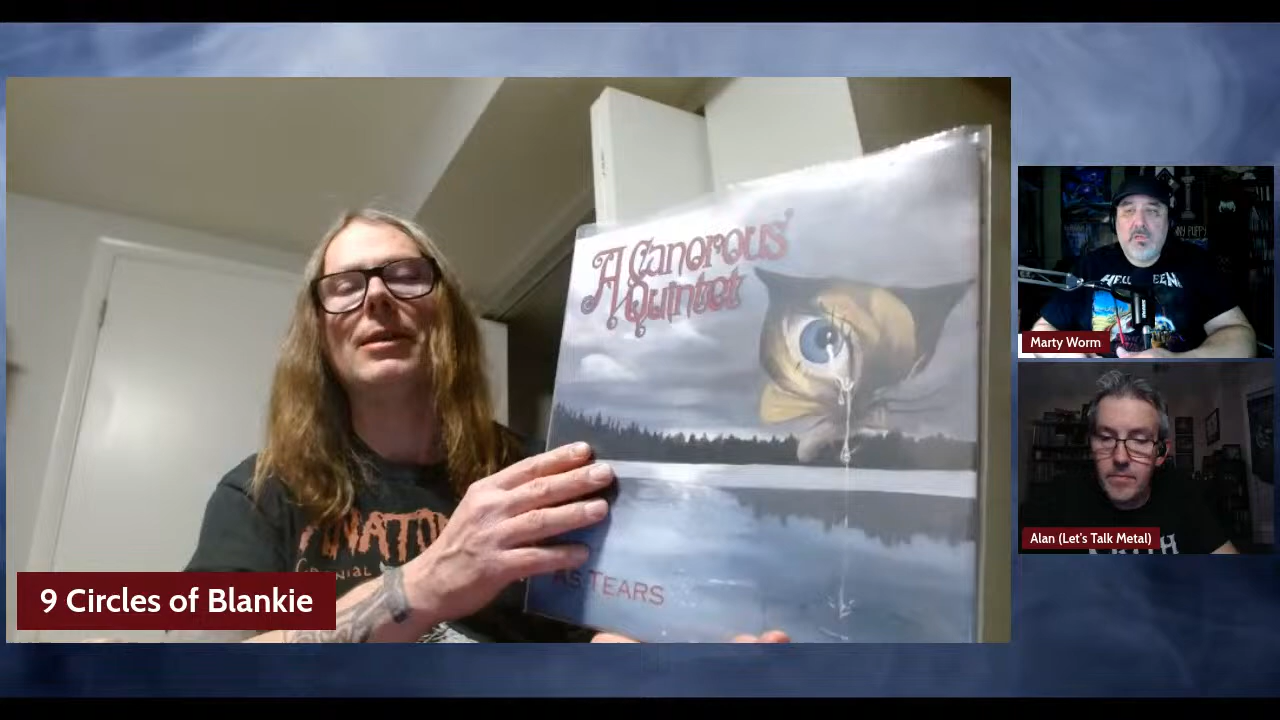 A Canorous
Quintet
As Tears
9 Circles of Blankie
Marty Worm
Alan (Let's Talk Metal)